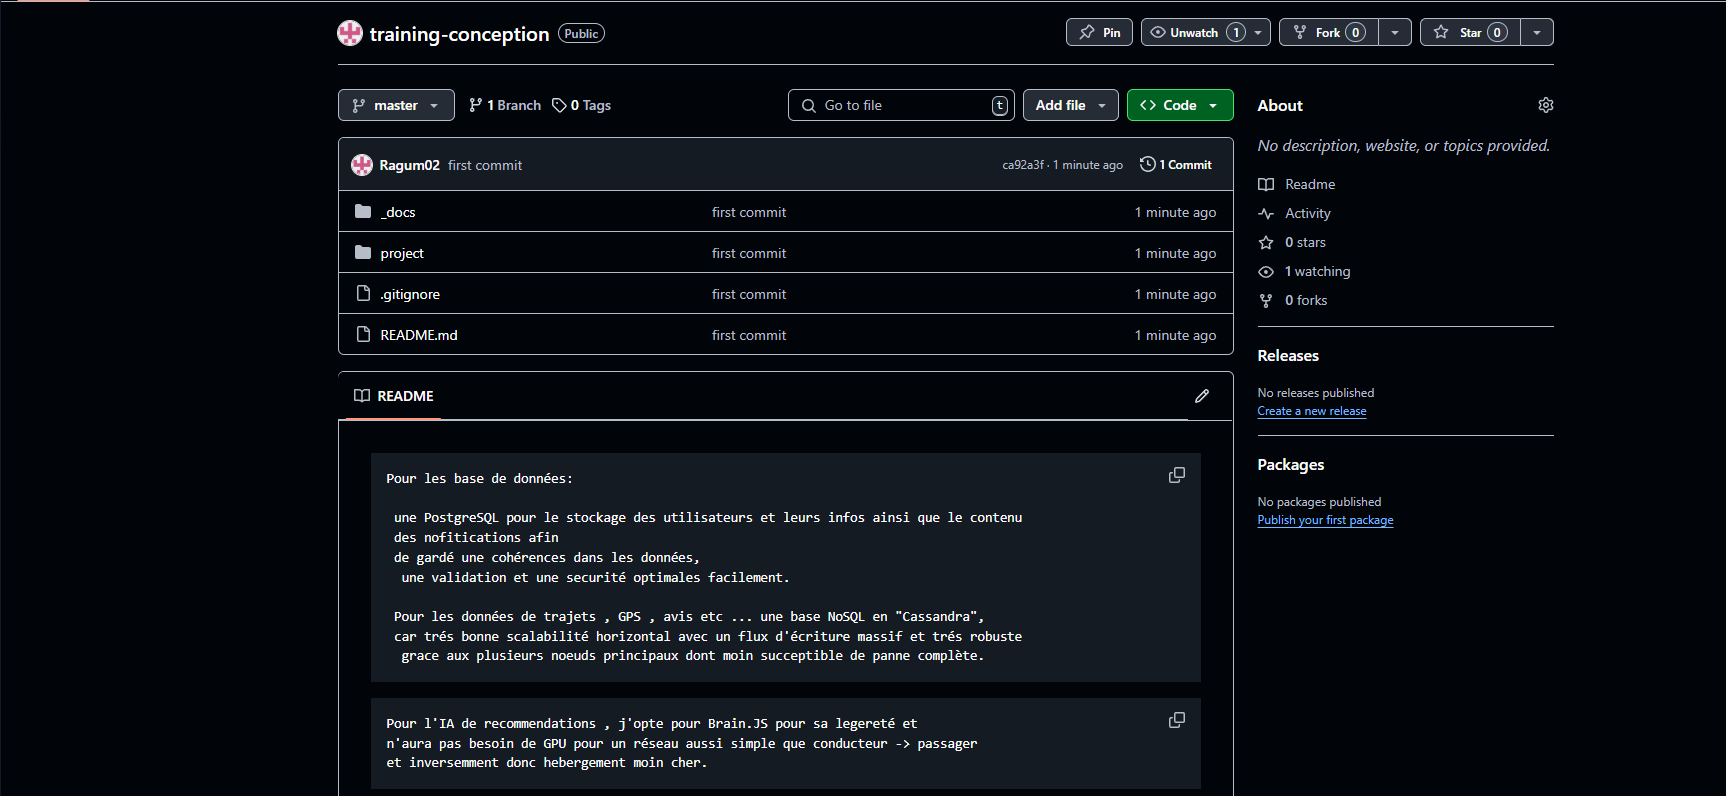 training-conception Public
Pin
Unwatch 1
Fork 0
Star 0
master
1 Branch
0 Tags
Go to file t
Add file
<> Code
Ragum02 first commit
ca92a3f · 1 minute ago
1 Commit
_docs first commit 1 minute ago
project first commit 1 minute ago
.gitignore first commit 1 minute ago
README.md first commit 1 minute ago
README
Pour les base de données:
une PostgreSQL pour le stockage des utilisateurs et leurs infos ainsi que le contenu
des nofitications afin
de gardé une cohérences dans les données,
une validation et une securité optimales facilement.
Pour les données de trajets , GPS , avis etc ... une base NoSQL en "Cassandra",
car trés bonne scalabilité horizontal avec un flux d'écriture massif et trés robuste
grace aux plusieurs noeuds principaux dont moin succeptible de panne complète.
Pour l'IA de recommendations , j'opte pour Brain.JS pour sa legereté et
n'aura pas besoin de GPU pour un réseau aussi simple que conducteur -> passager
et inversemment donc hebergement moin cher.
About
No description, website, or topics provided.
Readme
Activity
0 stars
1 watching
0 forks
Releases
No releases published
Create a new release
Packages
No packages published
Publish your first package